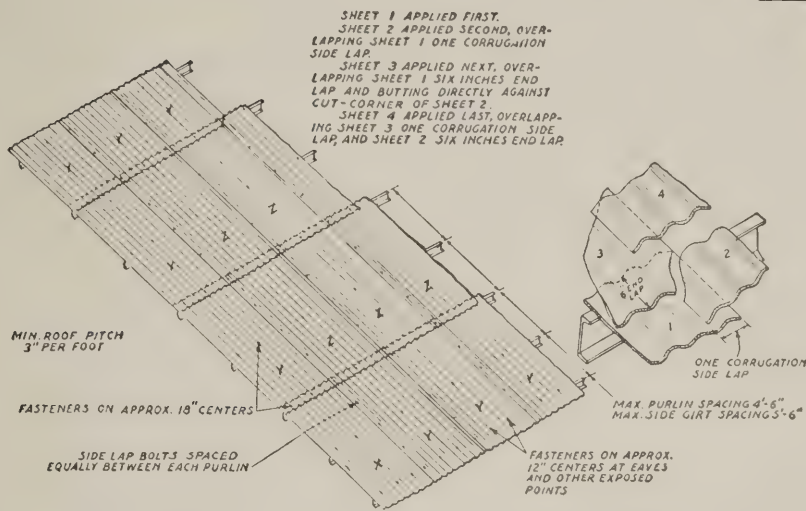 SHEET 1 APPLIED FIRST.
SHEET 2 APPLIED SECOND, OVER-
LAPPING SHEET 1 ONE CORRUGATION
SIDE LAP.
SHEET 3 APPLIED NEXT, OVER-
LAPPING SHEET 1 SIX INCHES END
LAP AND BUTTING DIRECTLY AGAINST
CUT-CORNER OF SHEET 2.
SHEET 4 APPLIED LAST, OVERLAPP-
ING SHEET 3 ONE CORRUGATION SIDE
LAP, AND SHEET 2 SIX INCHES END LAP.
Y Y Y
Z
Y Z Z
Z
Y Z Z
Y Y Y
X Y
4
3 2
6" END
LAP
1
MIN. ROOF PITCH
3" PER FOOT
ONE CORRUGATION
SIDE LAP
FASTENERS ON APPROX. 18" CENTERS
MAX. PURLIN SPACING 4'-6"
MAX. SIDE GIRT SPACING 5'-6"
SIDE LAP BOLTS SPACED
EQUALLY BETWEEN EACH PURLIN
FASTENERS ON APPROX.
12" CENTERS AT EAVES
AND OTHER EXPOSED
POINTS